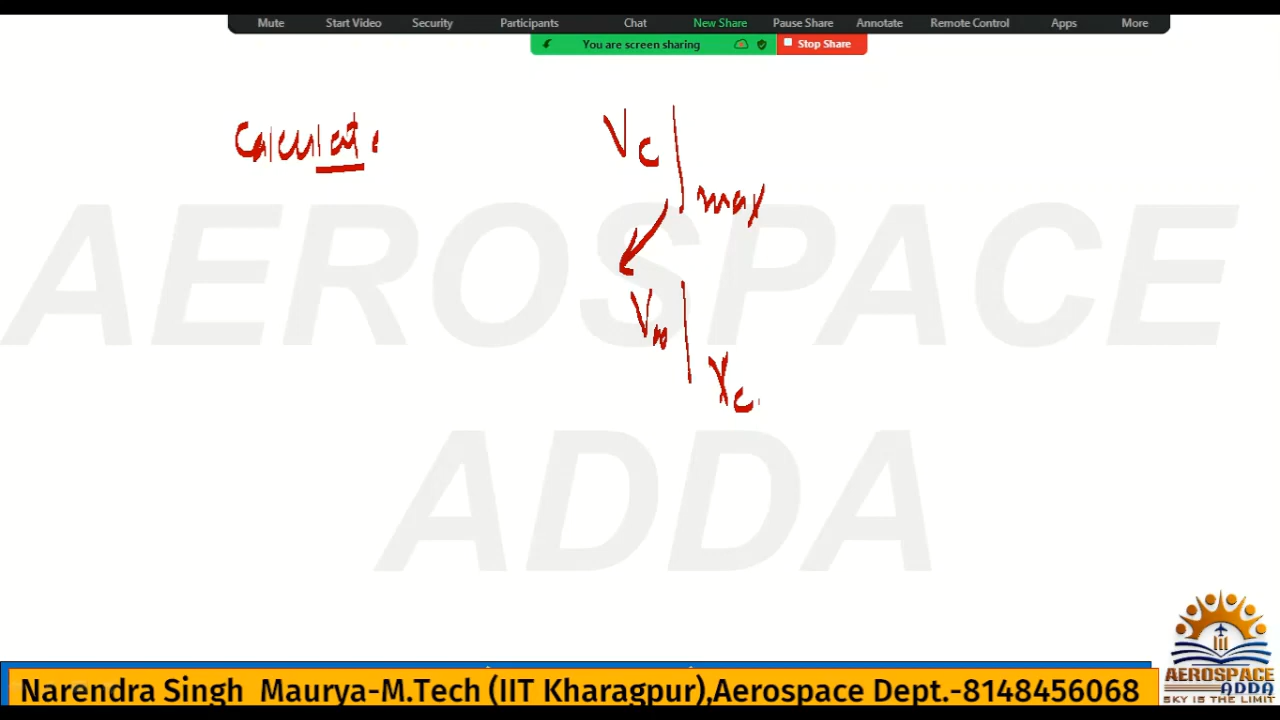 Mute Start Video Security Participants Chat New Share Pause Share Annotate Remote Control Apps More
You are screen sharing Stop Share
Calculate
Vc|max
V∞|
AEROSPACE
ADDA
Narendra Singh Maurya-M.Tech (IIT Kharagpur),Aerospace Dept.-8148456068
AEROSPACE
ADDA
SKY IS THE LIMIT